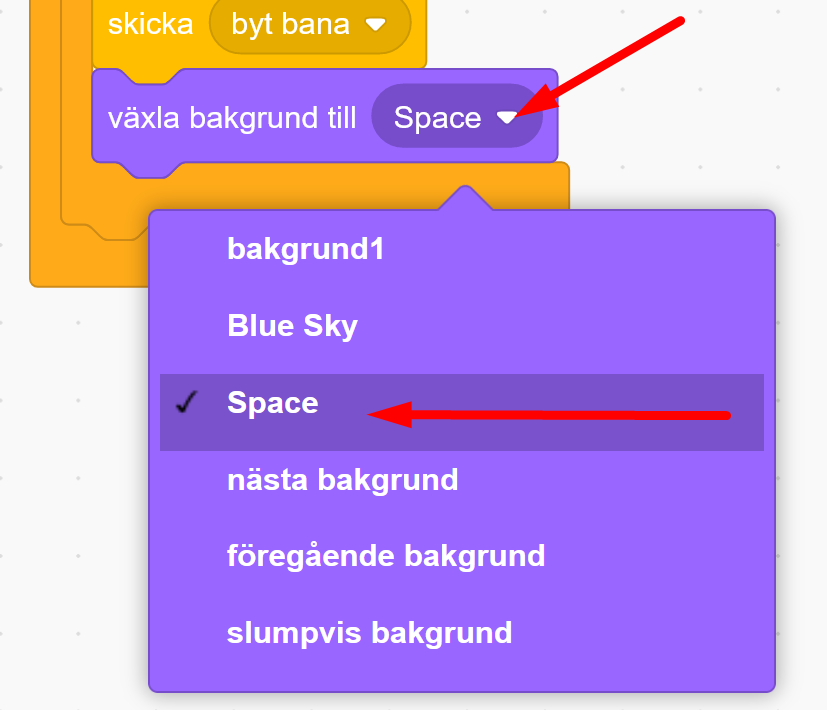 skicka byt bana
växla bakgrund till Space
bakgrund1
Blue Sky
✓ Space
nästa bakgrund
föregående bakgrund
slumpvis bakgrund